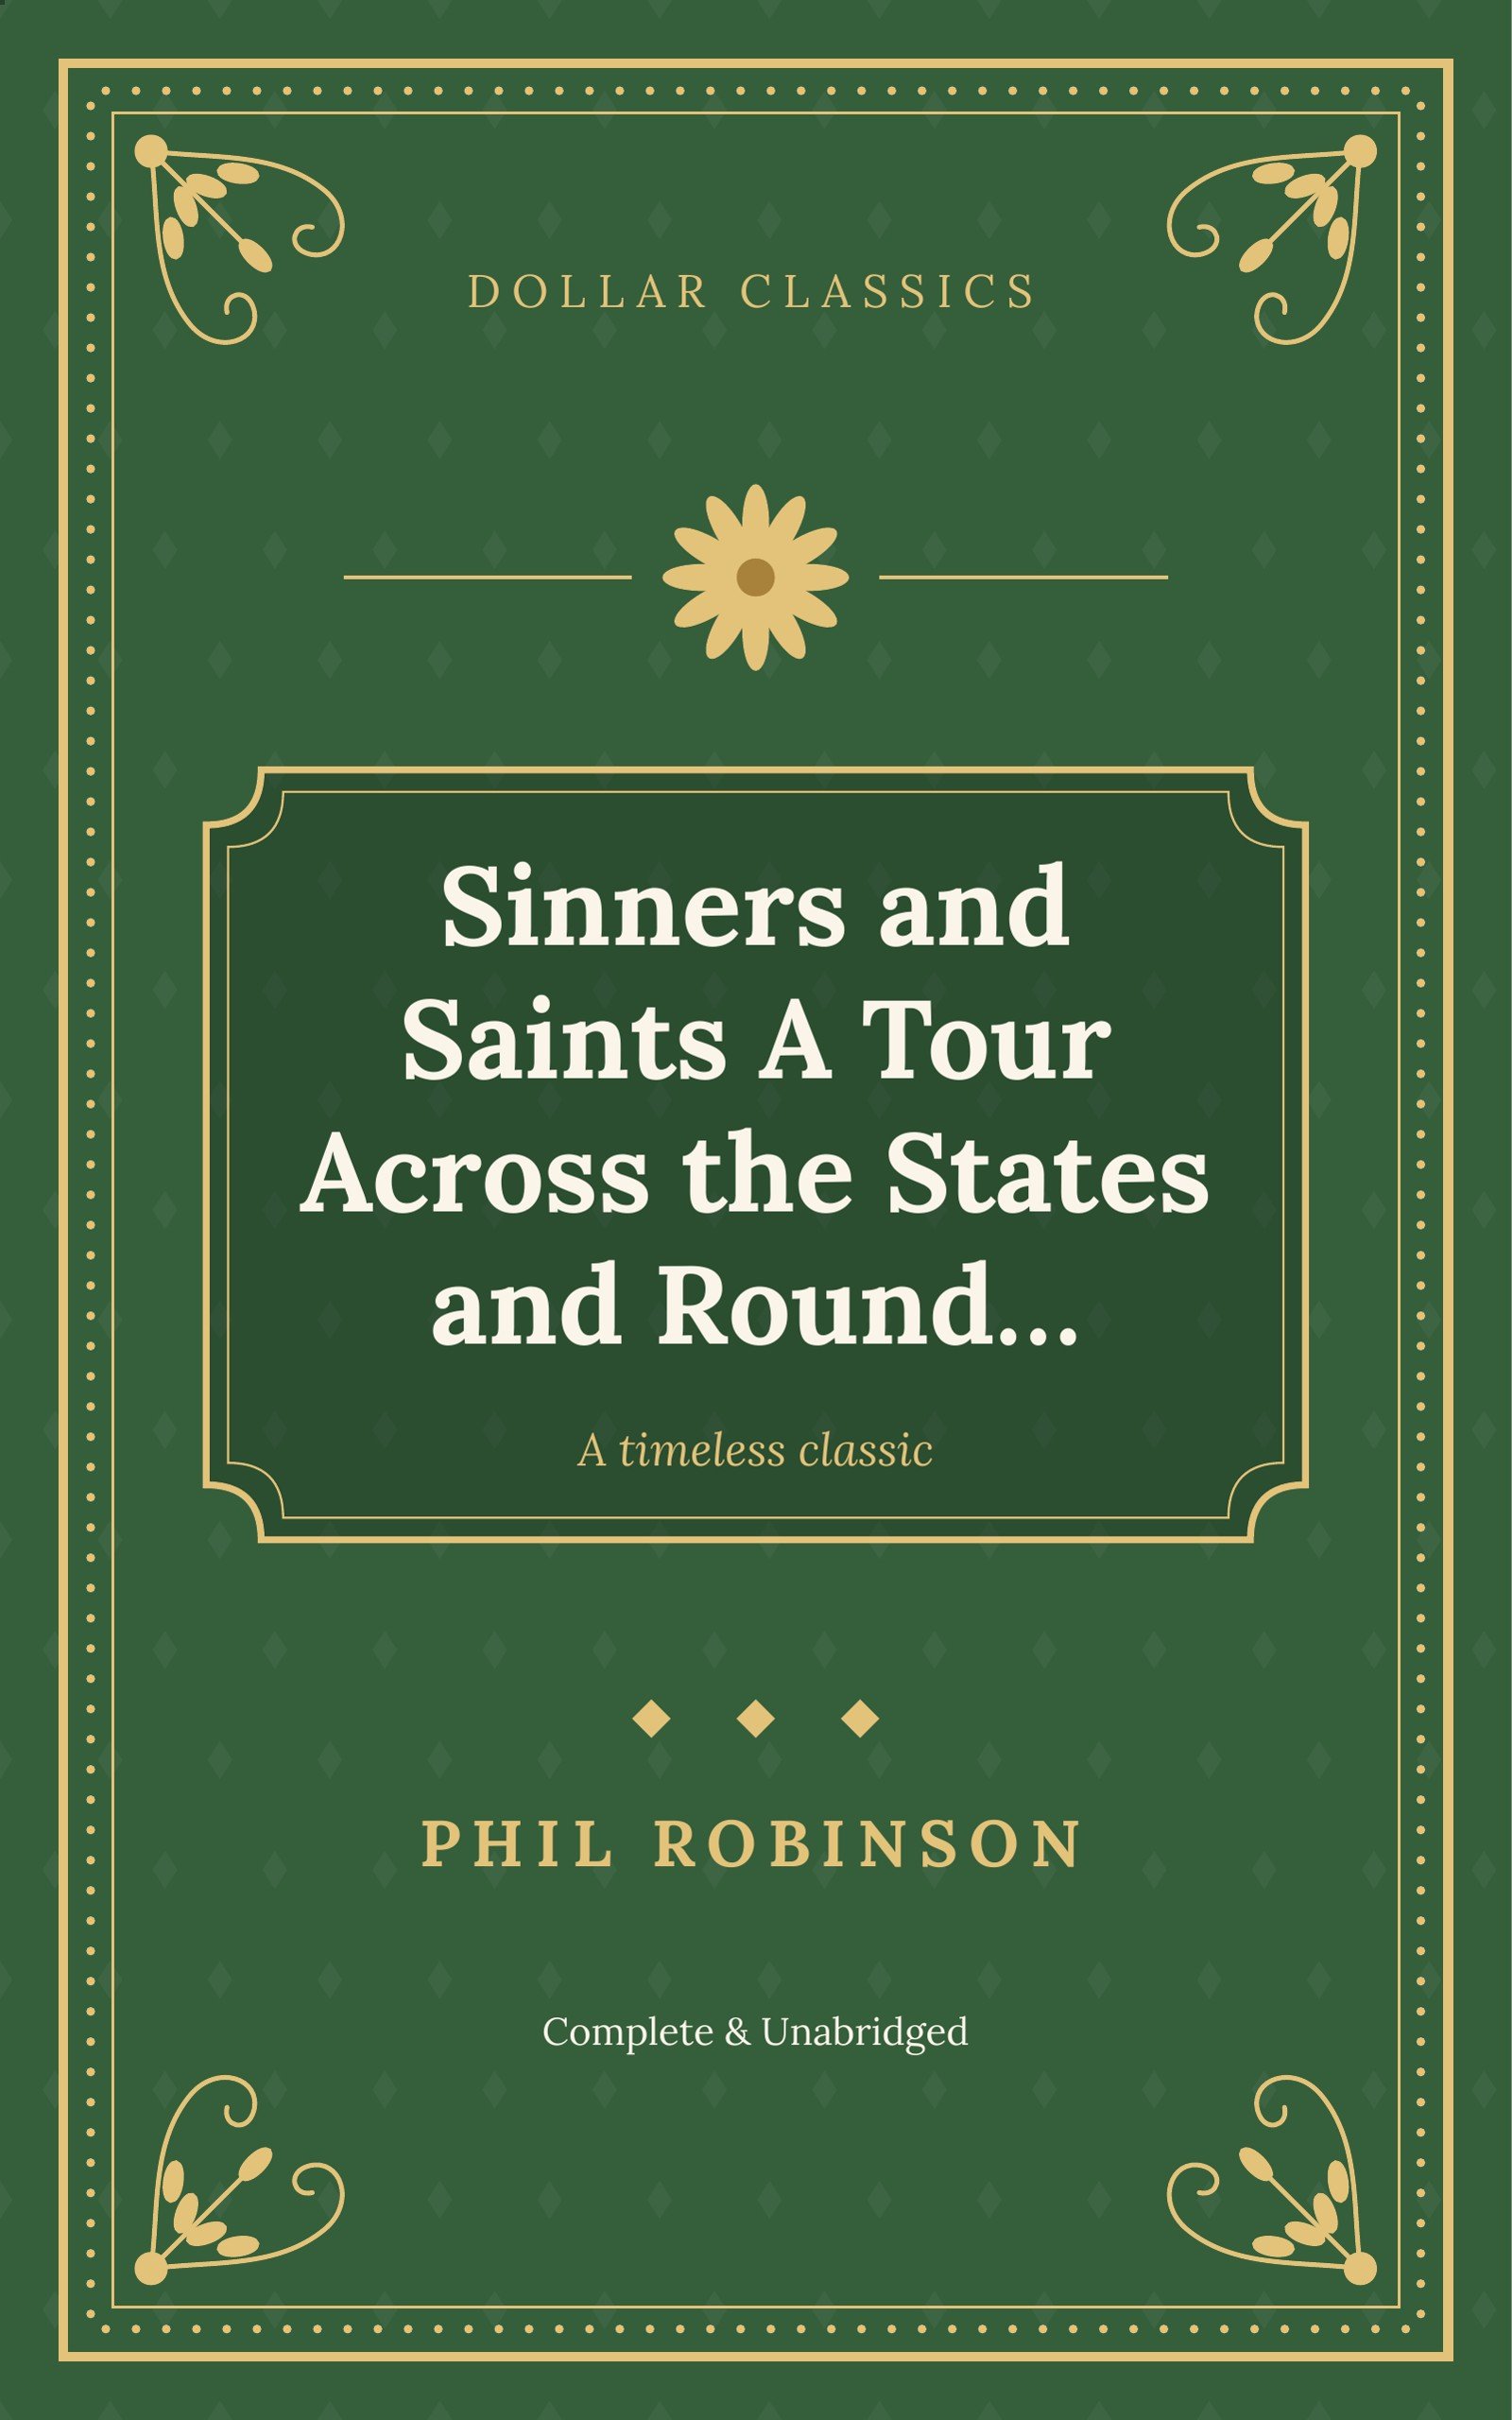 DOLLAR CLASSICS
Sinners and
Saints A Tour
Across the States
and Round...
A timeless classic
PHIL ROBINSON
Complete & Unabridged